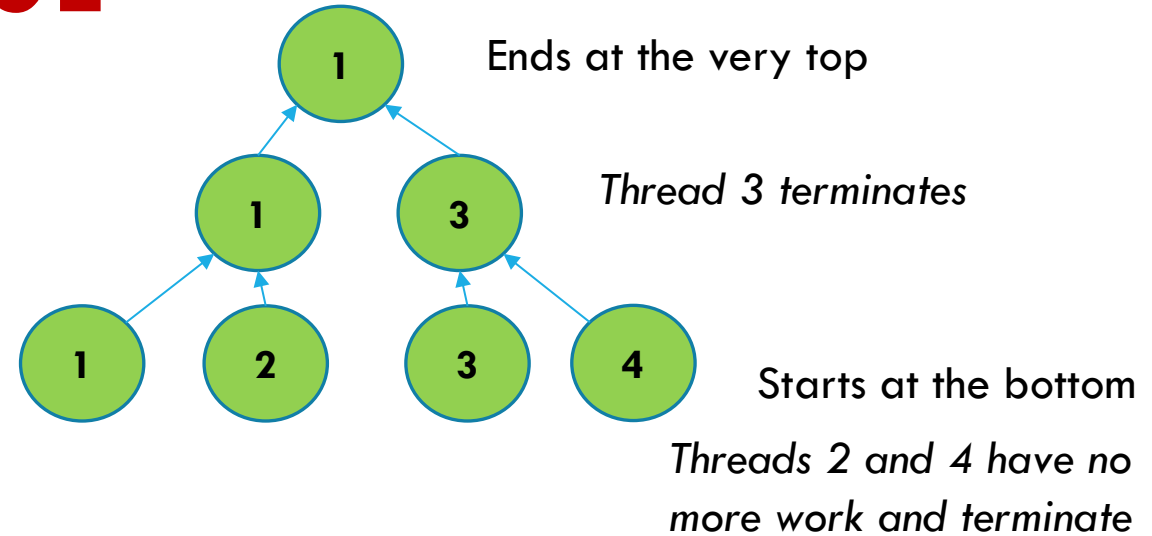 1
Ends at the very top
1
3
Thread 3 terminates
1
2
3
4
Starts at the bottom
Threads 2 and 4 have no
more work and terminate